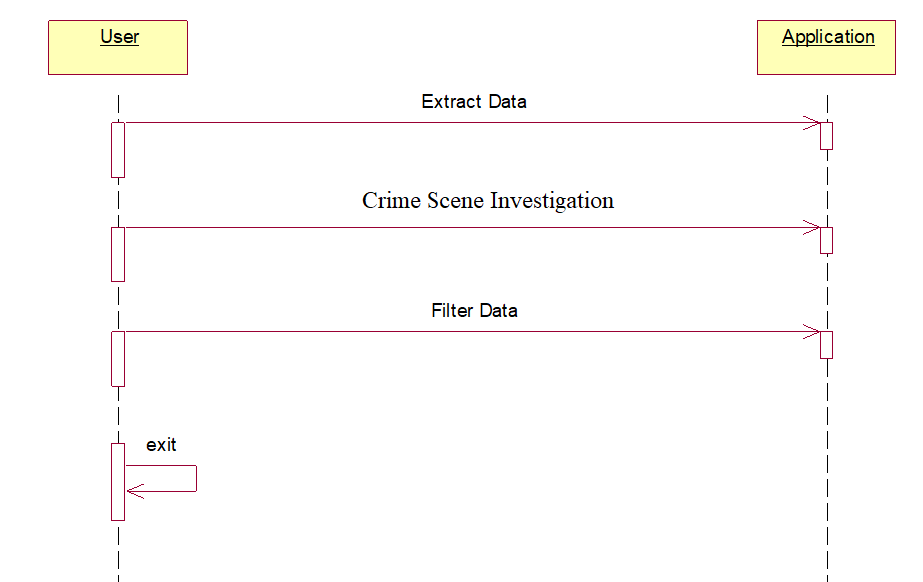 User
Application
Extract Data
Crime Scene Investigation
Filter Data
exit